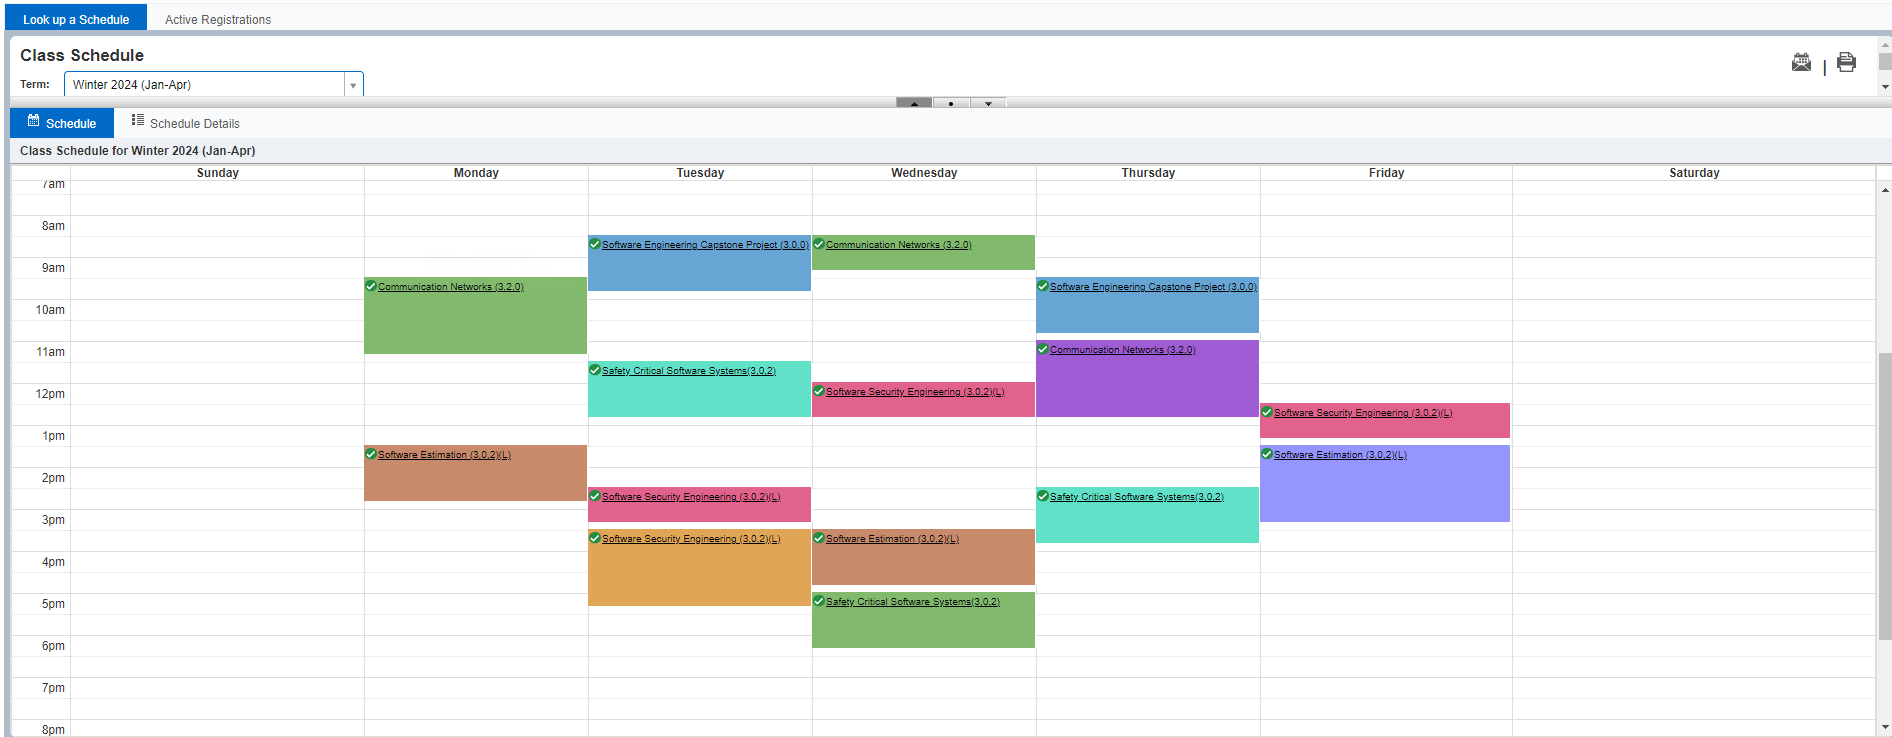 Look up a Schedule Active Registrations
Class Schedule
Term: Winter 2024 (Jan-Apr)
|
Schedule Schedule Details
Class Schedule for Winter 2024 (Jan-Apr)
Sunday Monday Tuesday Wednesday Thursday Friday Saturday
7am
8am
Software Engineering Capstone Project (3,0,0) Communication Networks (3,2,0)
9am
Communication Networks (3,2,0) Software Engineering Capstone Project (3,0,0)
10am
11am
Communication Networks (3,2,0)
Safety Critical Software Systems(3,0,2)
12pm
Software Security Engineering (3,0,2)(L)
Software Security Engineering (3,0,2)(L)
1pm
Software Estimation (3,0,2)(L) Software Estimation (3,0,2)(L)
2pm
Software Security Engineering (3,0,2)(L) Safety Critical Software Systems(3,0,2)
3pm
Software Security Engineering (3,0,2)(L) Software Estimation (3,0,2)(L)
4pm
5pm
Safety Critical Software Systems(3,0,2)
6pm
7pm
8pm